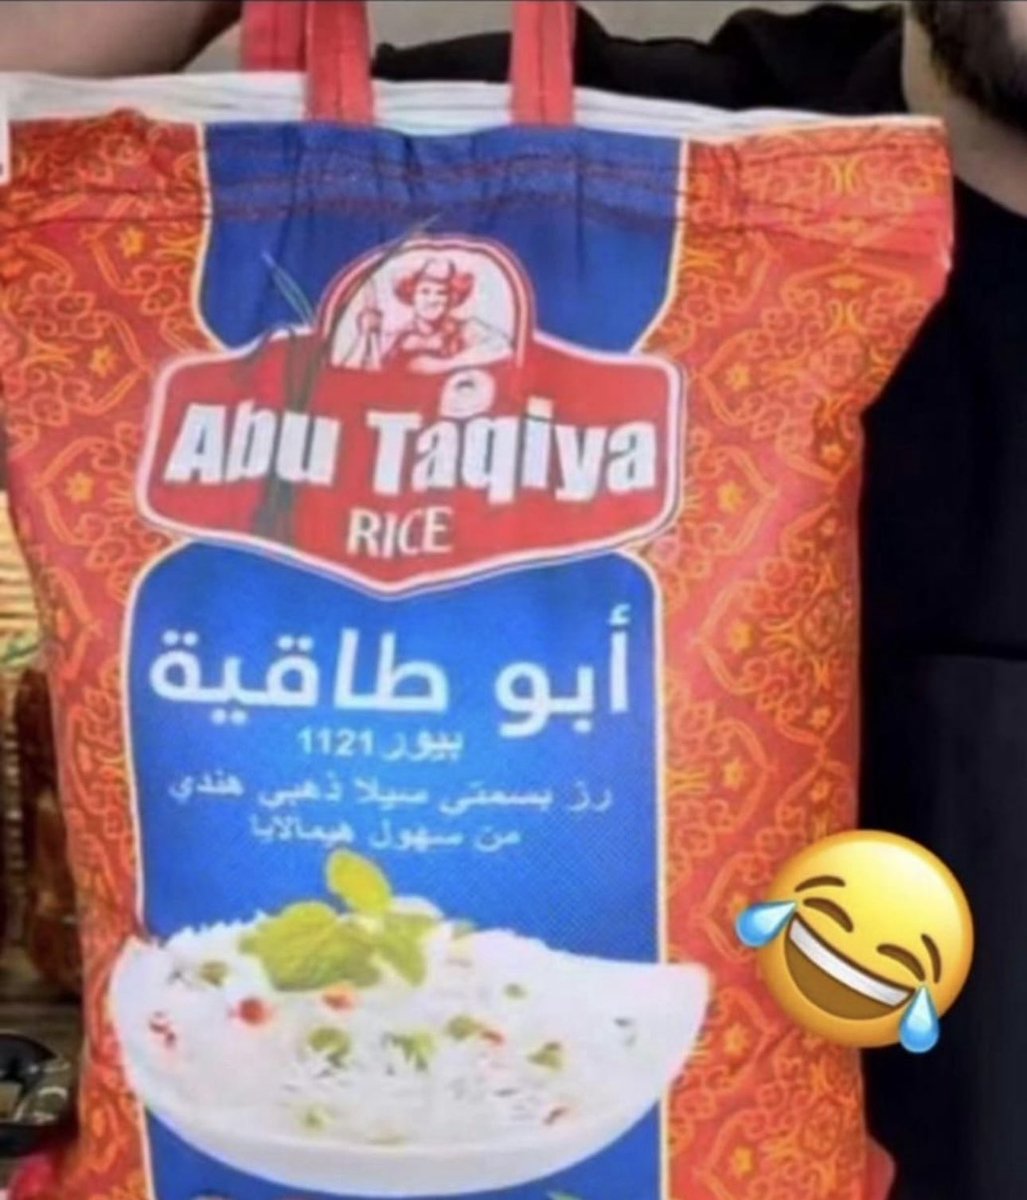 Abu Taqiya
RICE
أبو طاقية
بيور 1121
رز بسمتي سيلا ذهبي هندي
من سهول هيمالايا